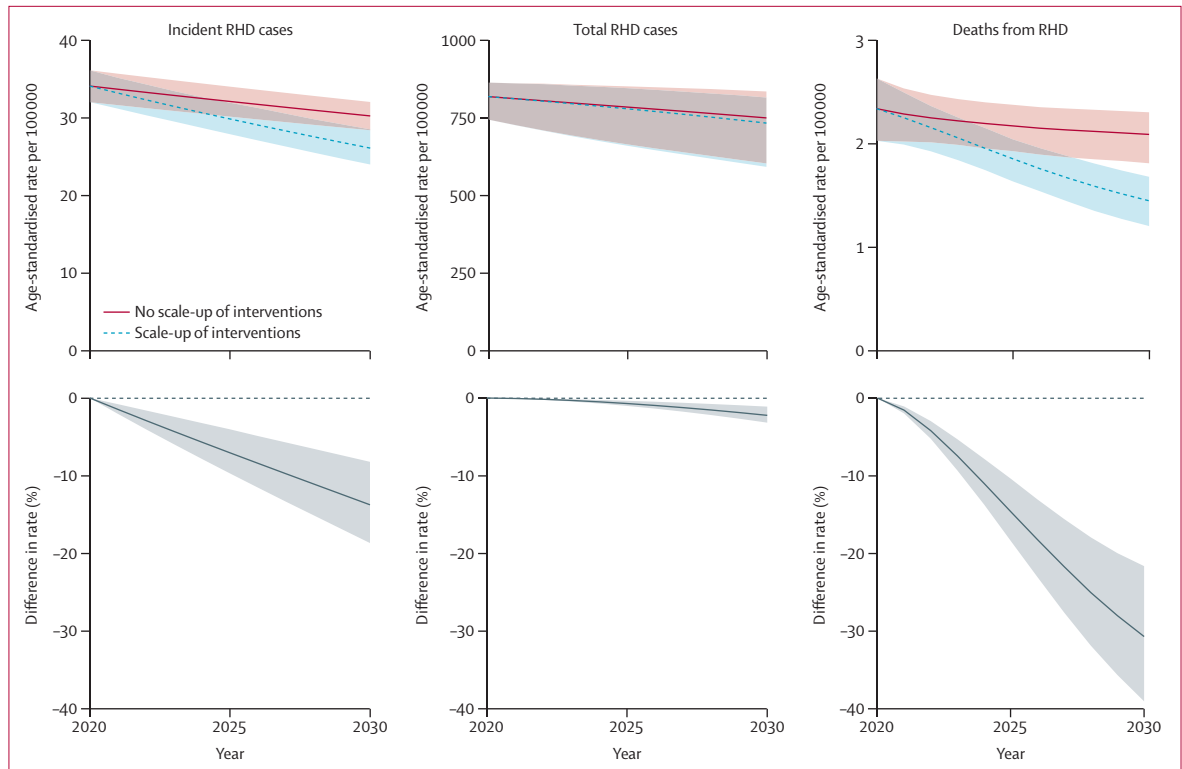 Incident RHD cases
Total RHD cases
Deaths from RHD
Age-standardised rate per 100 000
40
30
20
10
0
No scale-up of interventions
Scale-up of interventions
Age-standardised rate per 100 000
1000
750
500
250
0
Age-standardised rate per 100 000
3
2
1
0
Difference in rate (%)
0
–10
–20
–30
–40
2020
2025
2030
Year
Difference in rate (%)
0
–10
–20
–30
–40
2020
2025
2030
Year
Difference in rate (%)
0
–10
–20
–30
–40
2020
2025
2030
Year